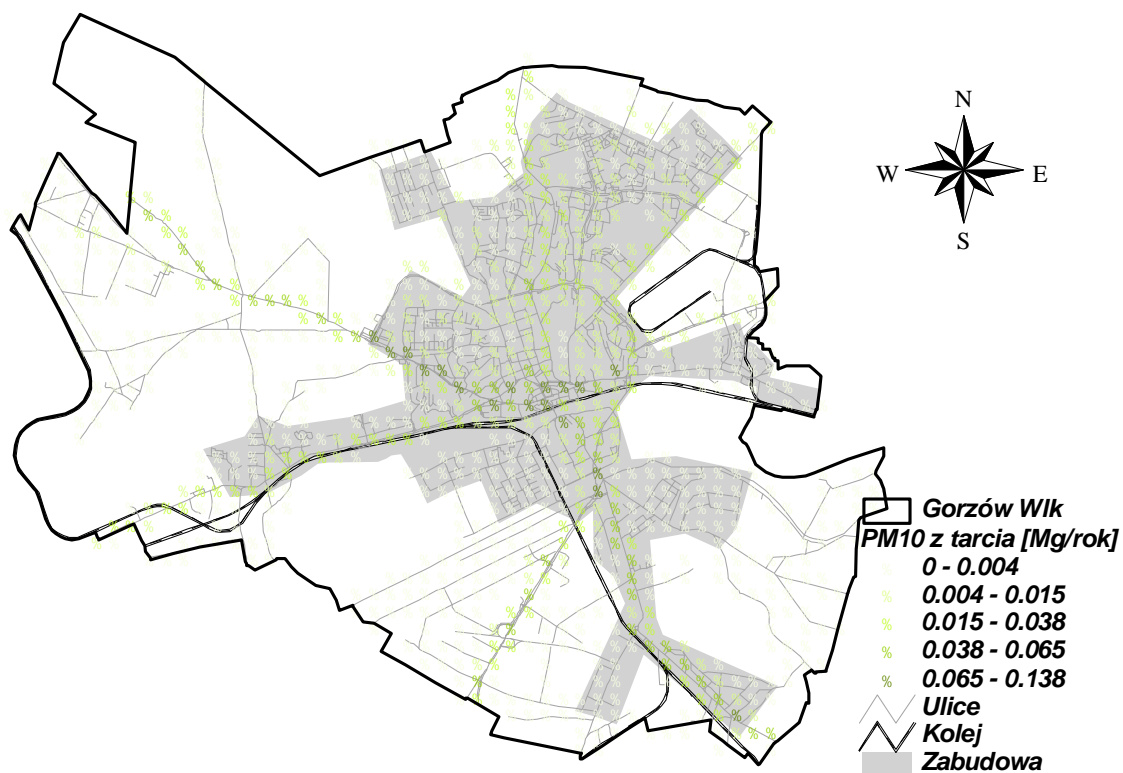 N
W E
S
Gorzów Wlk
PM10 z tarcia [Mg/rok]
0 - 0.004
% 0.004 - 0.015
% 0.015 - 0.038
% 0.038 - 0.065
% 0.065 - 0.138
Ulice
Kolej
Zabudowa